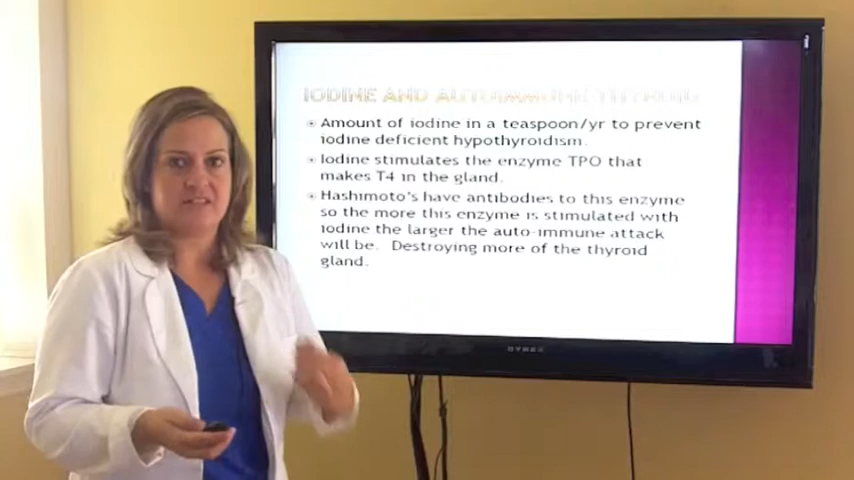 IODINE AND AUTOIMMUNE THYROID
Amount of iodine in a teaspoon/yr to prevent
iodine deficient hypothyroidism.
Iodine stimulates the enzyme TPO that
makes T4 in the gland.
Hashimoto's have antibodies to this enzyme
so the more this enzyme is stimulated with
iodine the larger the auto-immune attack
will be. Destroying more of the thyroid
gland.
DYNEX